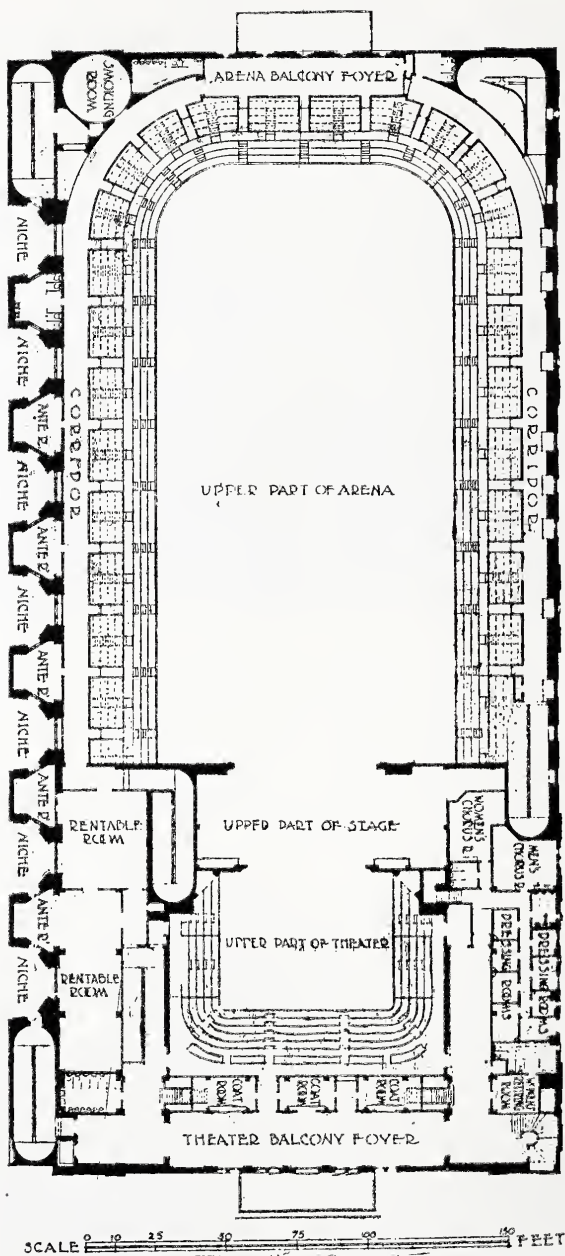 SMOKING
ROOM
ARENA BALCONY FOYER
NICHE
NICHE
CORRIDOR
CORRIDOR
ANTE R.
NICHE
UPPER PART OF ARENA
ANTE R.
NICHE
ANTE R.
NICHE
ANTE R.
RENTABLE
ROOM
UPPER PART OF STAGE
WOMEN'S
CHORUS R.
MEN'S
CHORUS R.
NICHE
ANTE R.
UPPER PART OF THEATER
DRESSING ROOMS
DRESSING ROOMS
NICHE
RENTABLE
ROOM
COAT
ROOM
COAT
ROOM
COAT
ROOM
RETIRING
ROOM
THEATER BALCONY FOYER
SCALE 0 10 25 50 75 100 150 FEET